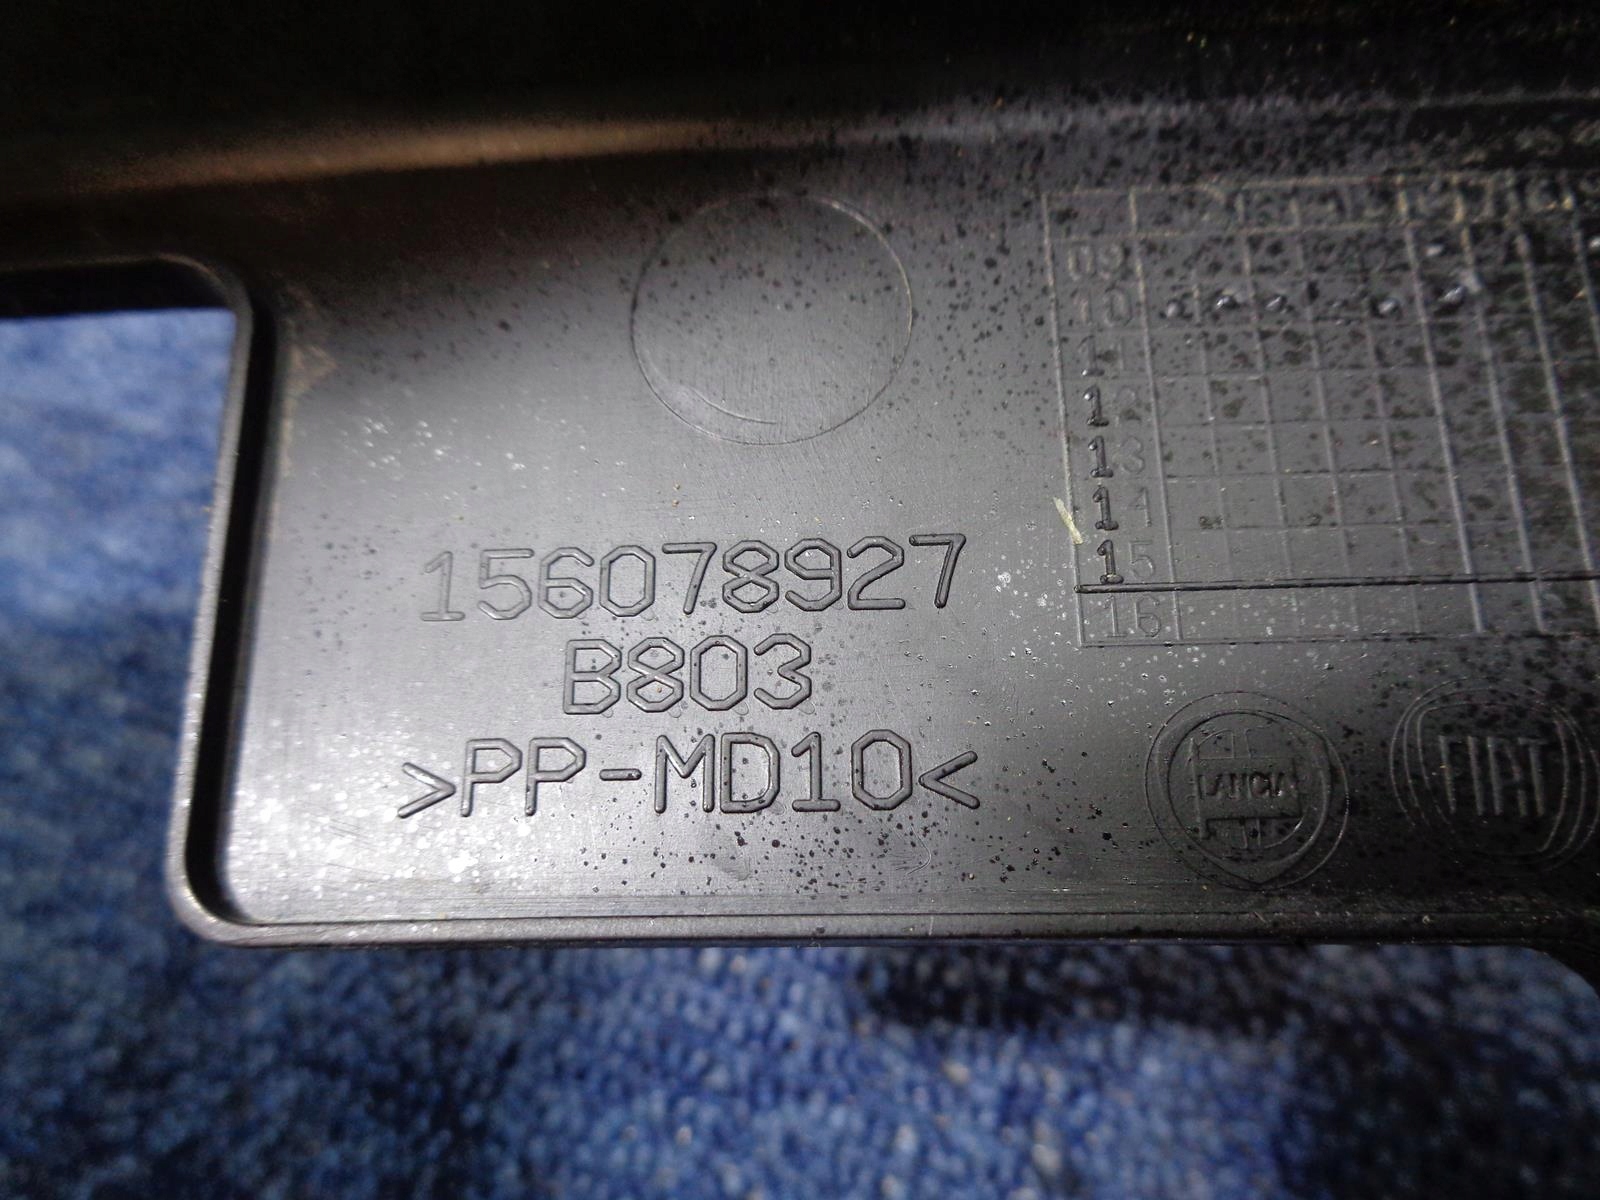 09
10
11
12
13
14
15
16
156078927
B803
>PP-MD10<
LANCIA
FIAT